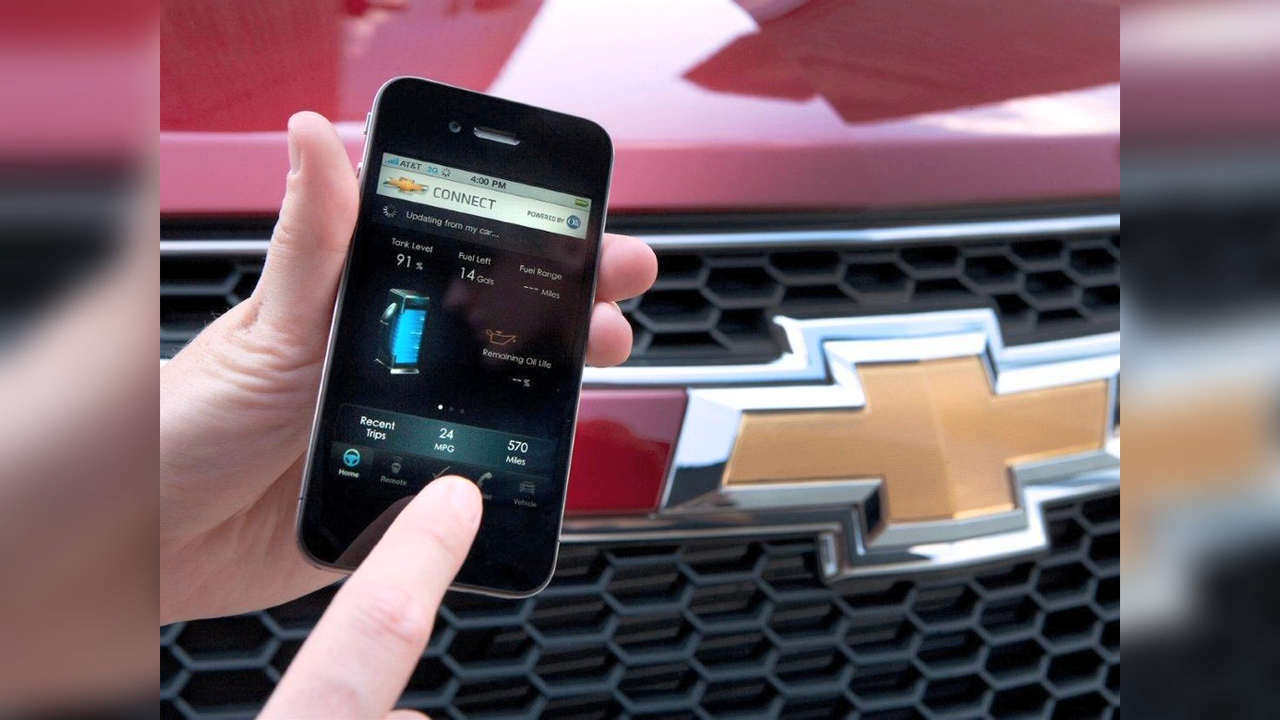 AT&T 3G 4:00 PM
CONNECT
POWERED BY
Updating from my car...
Tank Level
91 %
Fuel Left
14 Gals
Fuel Range
--- Miles
Remaining Oil Life
-- %
Recent Trips
24 MPG
570 Miles
Home
Remote
Vehicle